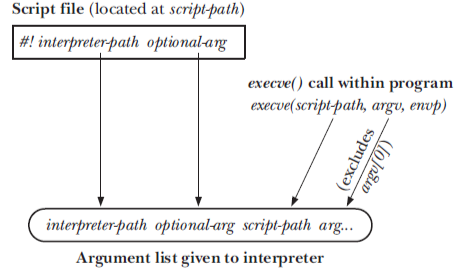 Script file (located at script-path)
#! interpreter-path optional-arg
execve() call within program
execve(script-path, argv, envp)
(excludes
argv[0])
interpreter-path optional-arg script-path arg...
Argument list given to interpreter